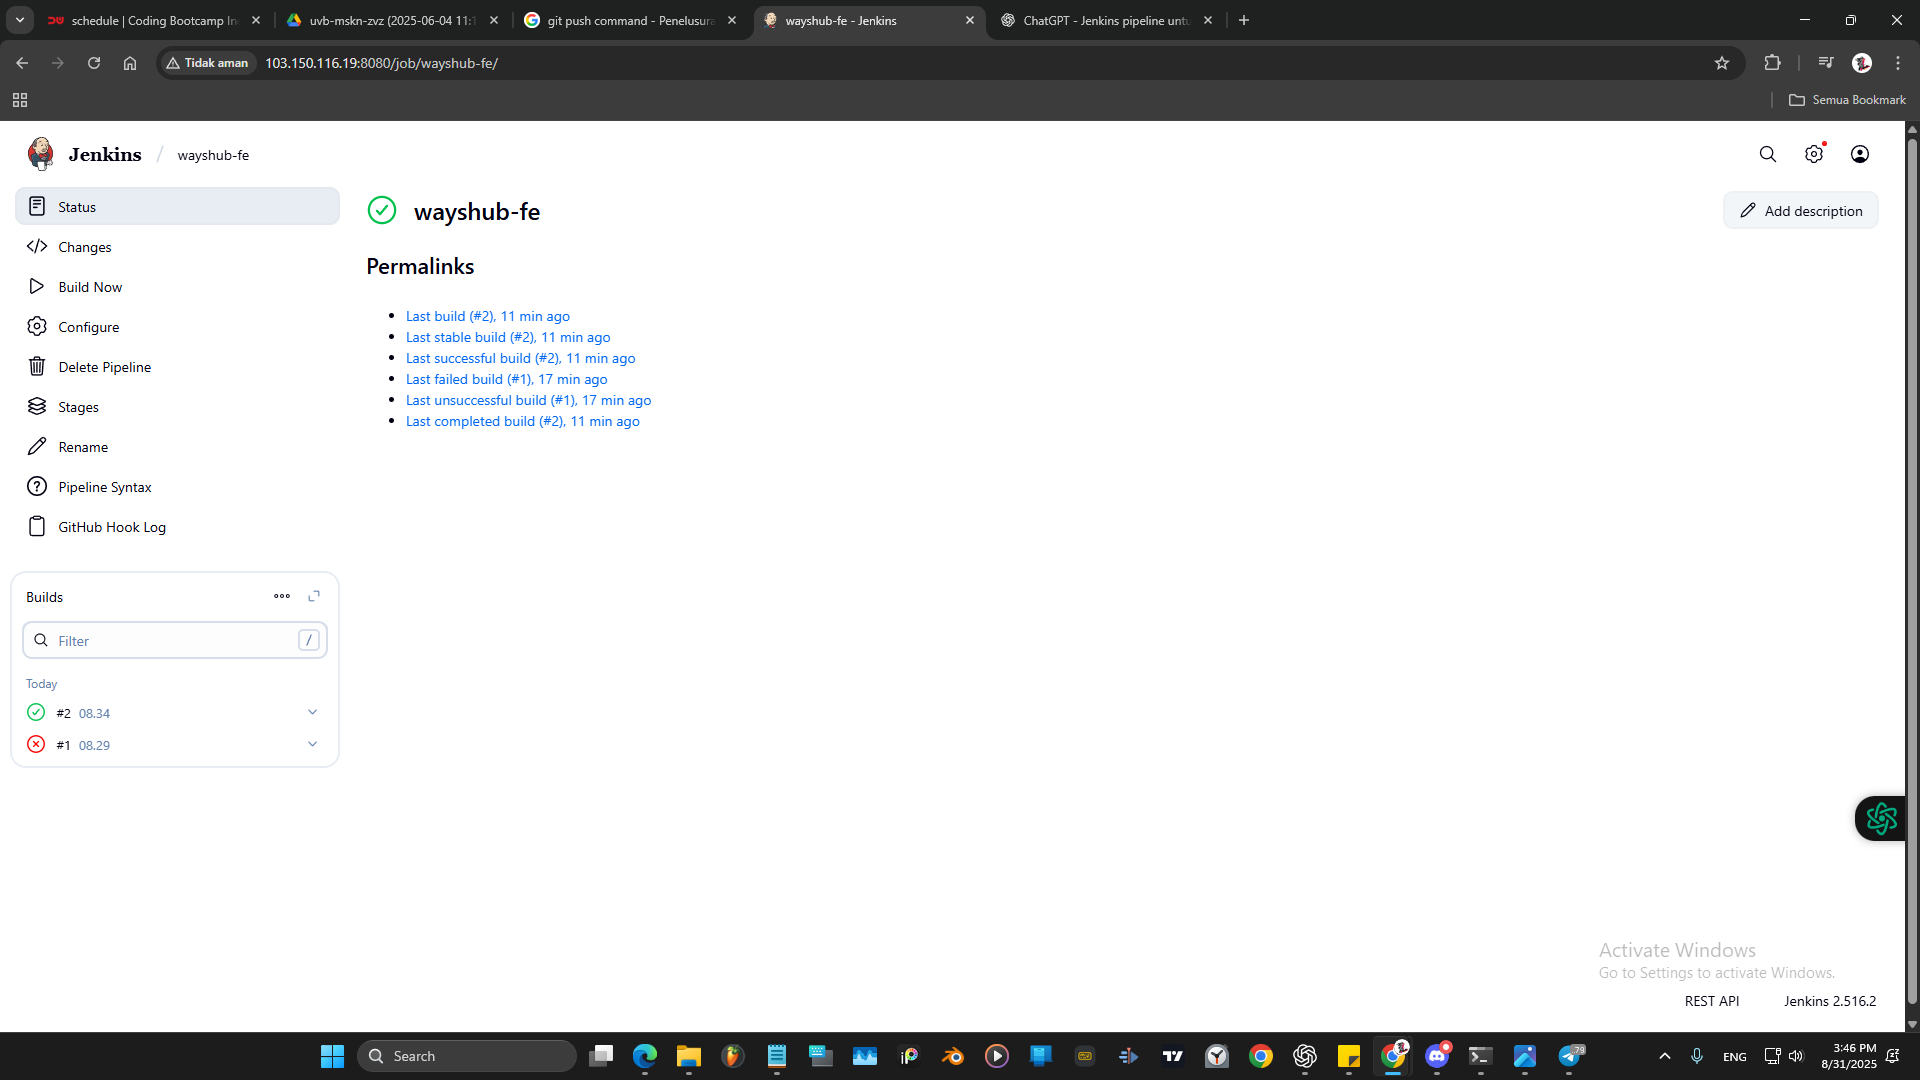 schedule | Coding Bootcamp In
uvb-mskn-zvz (2025-06-04 11:1
git push command - Penelusura
wayshub-fe - Jenkins
ChatGPT - Jenkins pipeline untu
Tidak aman
103.150.116.19:8080/job/wayshub-fe/
Semua Bookmark
Jenkins / wayshub-fe
Status
Changes
Build Now
Configure
Delete Pipeline
Stages
Rename
Pipeline Syntax
GitHub Hook Log
Builds
Filter /
Today
#2 08.34
#1 08.29
wayshub-fe
Add description
Permalinks
Last build (#2), 11 min ago
Last stable build (#2), 11 min ago
Last successful build (#2), 11 min ago
Last failed build (#1), 17 min ago
Last unsuccessful build (#1), 17 min ago
Last completed build (#2), 11 min ago
Activate Windows
Go to Settings to activate Windows.
REST API
Jenkins 2.516.2
Search
79
ENG
3:46 PM
8/31/2025